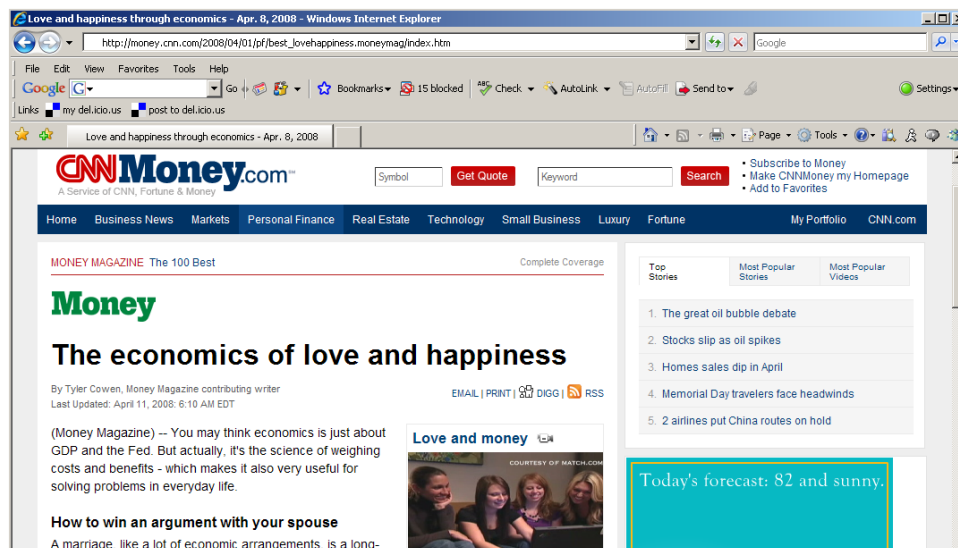 Love and happiness through economics - Apr. 8, 2008 - Windows Internet Explorer
http://money.cnn.com/2008/04/01/pf/best_lovehappiness.moneymag/index.htm
Google
File Edit View Favorites Tools Help
Google G Go Bookmarks 15 blocked ABC Check AutoLink AutoFill Send to Settings
Links my del.icio.us post to del.icio.us
Love and happiness through economics - Apr. 8, 2008
Page Tools
CNNMoney.com
A Service of CNN, Fortune & Money
Symbol Get Quote Keyword Search
• Subscribe to Money
• Make CNNMoney my Homepage
• Add to Favorites
Home Business News Markets Personal Finance Real Estate Technology Small Business Luxury Fortune My Portfolio CNN.com
MONEY MAGAZINE The 100 Best Complete Coverage
Money
The economics of love and happiness
By Tyler Cowen, Money Magazine contributing writer
Last Updated: April 11, 2008: 6:10 AM EDT
EMAIL | PRINT | DIGG | RSS
(Money Magazine) -- You may think economics is just about
GDP and the Fed. But actually, it's the science of weighing
costs and benefits - which makes it also very useful for
solving problems in everyday life.
How to win an argument with your spouse
A marriage, like a lot of economic arrangements, is a long-
Love and money
COURTESY OF MATCH.COM
Top Stories
Most Popular Stories
Most Popular Videos
1. The great oil bubble debate
2. Stocks slip as oil spikes
3. Homes sales dip in April
4. Memorial Day travelers face headwinds
5. 2 airlines put China routes on hold
Today's forecast: 82 and sunny.